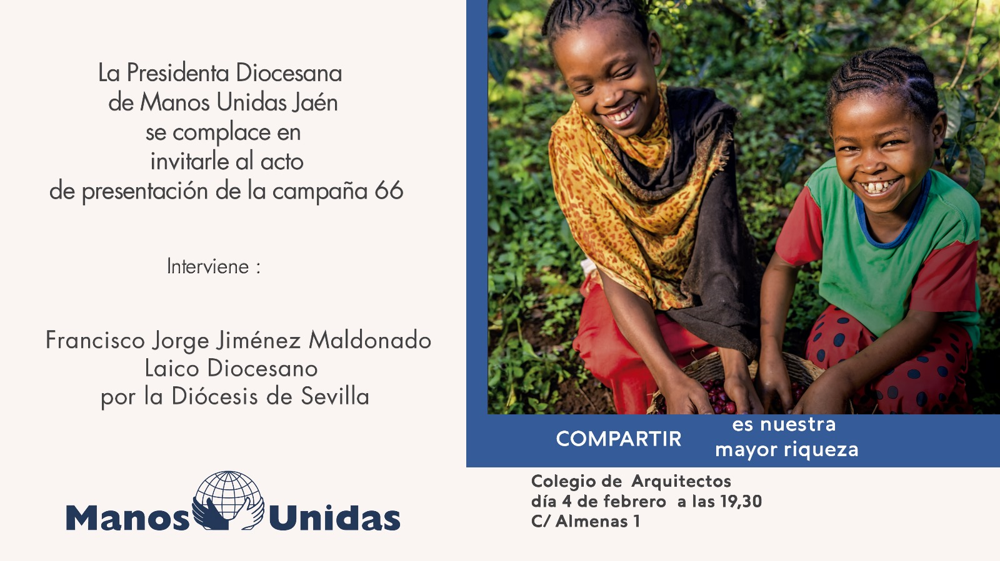 La Presidenta Diocesana
de Manos Unidas Jaén
se complace en
invitarle al acto
de presentación de la campaña 66
Interviene :
Francisco Jorge Jiménez Maldonado
Laico Diocesano
por la Diócesis de Sevilla
Manos Unidas
COMPARTIR
es nuestra
mayor riqueza
Colegio de Arquitectos
día 4 de febrero a las 19,30
C/ Almenas 1